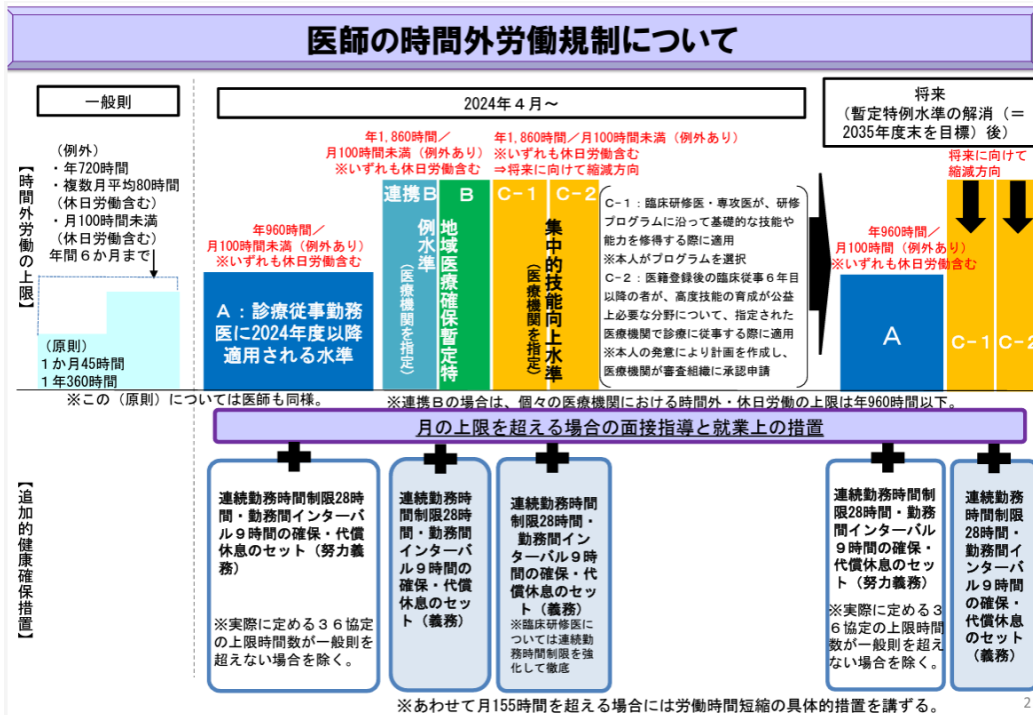 医師の時間外労働規制について
一般則
2024年４月～
将来
（暫定特例水準の解消（＝
2035年度末を目標）後）
【時間外労働の上限】
（例外）
・年720時間
・複数月平均80時間
（休日労働含む）
・月100時間未満
（休日労働含む）
年間６か月まで
（原則）
１か月45時間
１年360時間
年960時間／
月100時間未満（例外あり）
※いずれも休日労働含む
A：診療従事勤務
医に2024年度以降
適用される水準
年1,860時間／
月100時間未満（例外あり）
※いずれも休日労働含む
連携B
B
地域医療確保暫定特
例水準
（医療機関を指定）
年1,860時間／月100時間未満（例外あり）
※いずれも休日労働含む
⇒将来に向けて縮減方向
C-1
C-2
集中的技能向上水準
（医療機関を指定）
C-1：臨床研修医・専攻医が、研修
プログラムに沿って基礎的な技能や
能力を修得する際に適用
※本人がプログラムを選択
C-2：医籍登録後の臨床従事６年目
以降の者が、高度技能の育成が公益
上必要な分野について、指定された
医療機関で診療に従事する際に適用
※本人の発意により計画を作成し、
医療機関が審査組織に承認申請
年960時間／
月100時間（例外あり）
※いずれも休日労働含む
A
将来に向けて
縮減方向
C-1
C-2
※この（原則）については医師も同様。
※連携Bの場合は、個々の医療機関における時間外・休日労働の上限は年960時間以下。
月の上限を超える場合の面接指導と就業上の措置
【追加的健康確保措置】
連続勤務時間制限28時
間・勤務間インターバ
ル９時間の確保・代償
休息のセット（努力義
務）
※実際に定める３６協定
の上限時間数が一般則を
超えない場合を除く。
連続勤務時
間制限28時
間・勤務間
インターバ
ル９時間の
確保・代償
休息のセッ
ト（義務）
連続勤務時間
制限28時間・
勤務間インタ
ーバル９時
間の確保・代
償休息のセッ
ト（義務）
※臨床研修医に
ついては連続勤
務時間制限を強
化して徹底
連続勤務時間制
限28時間・勤務
間インターバル
９時間の確保・
代償休息のセッ
ト（努力義務）
※実際に定める３
６協定の上限時間
数が一般則を超え
ない場合を除く。
連続勤務
時間制限
28時間・
勤務間イン
ターバル９
時間の確
保・代償
休息のセット
（義務）
※あわせて月155時間を超える場合には労働時間短縮の具体的措置を講ずる。
2